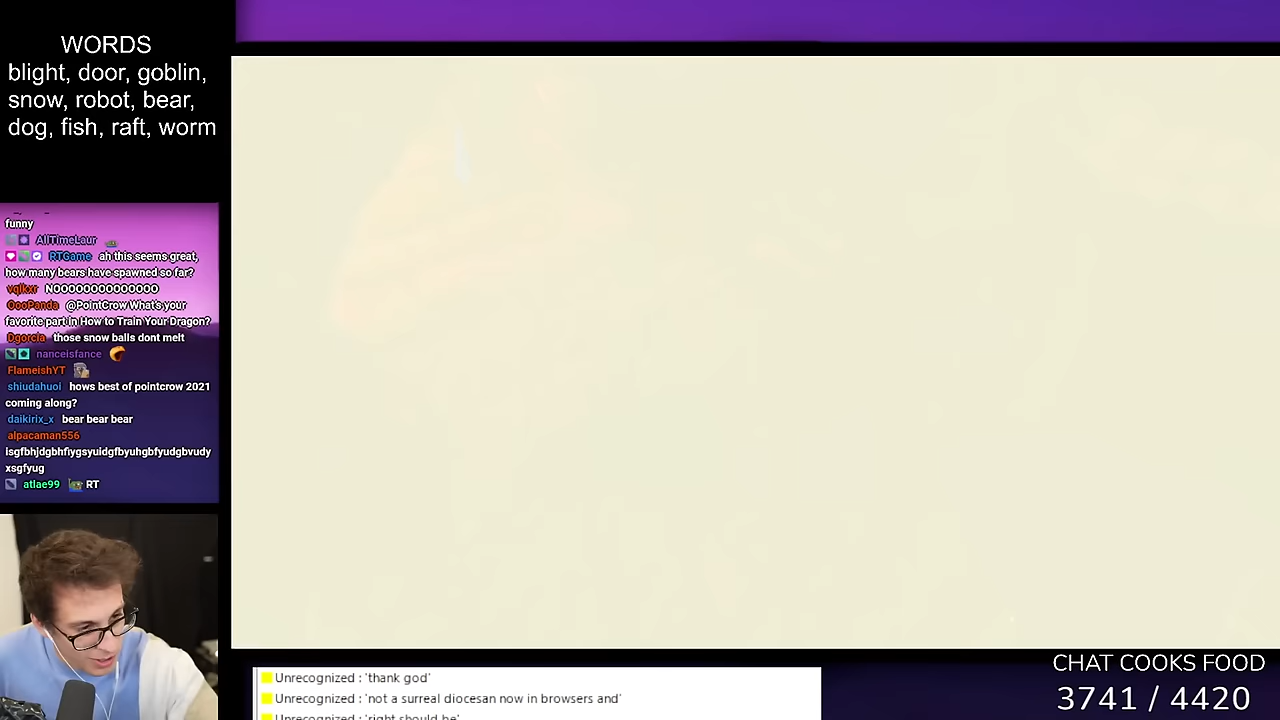 WORDS
blight, door, goblin,
snow, robot, bear,
dog, fish, raft, worm
funny
AllTimeLaur
RTGame ah this seems great,
how many bears have spawned so far?
vqlkxr NOOOOOOOOOOOOOO
OooPanda @PointCrow What's your
favorite part in How to Train Your Dragon?
Dgorcia those snow balls dont melt
nanceisfance
FlameishYT
shiudahuoi hows best of pointcrow 2021
coming along?
daikirix_x bear bear bear
alpacaman556
isgfbhjdgbhfiygsyuidgfbyuhgbfyudgbvudy
xsgfyug
atlae99 RT
Unrecognized : 'thank god'
Unrecognized : 'not a surreal diocesan now in browsers and'
Unrecognized : 'right should be'
CHAT COOKS FOOD
3741 / 4420